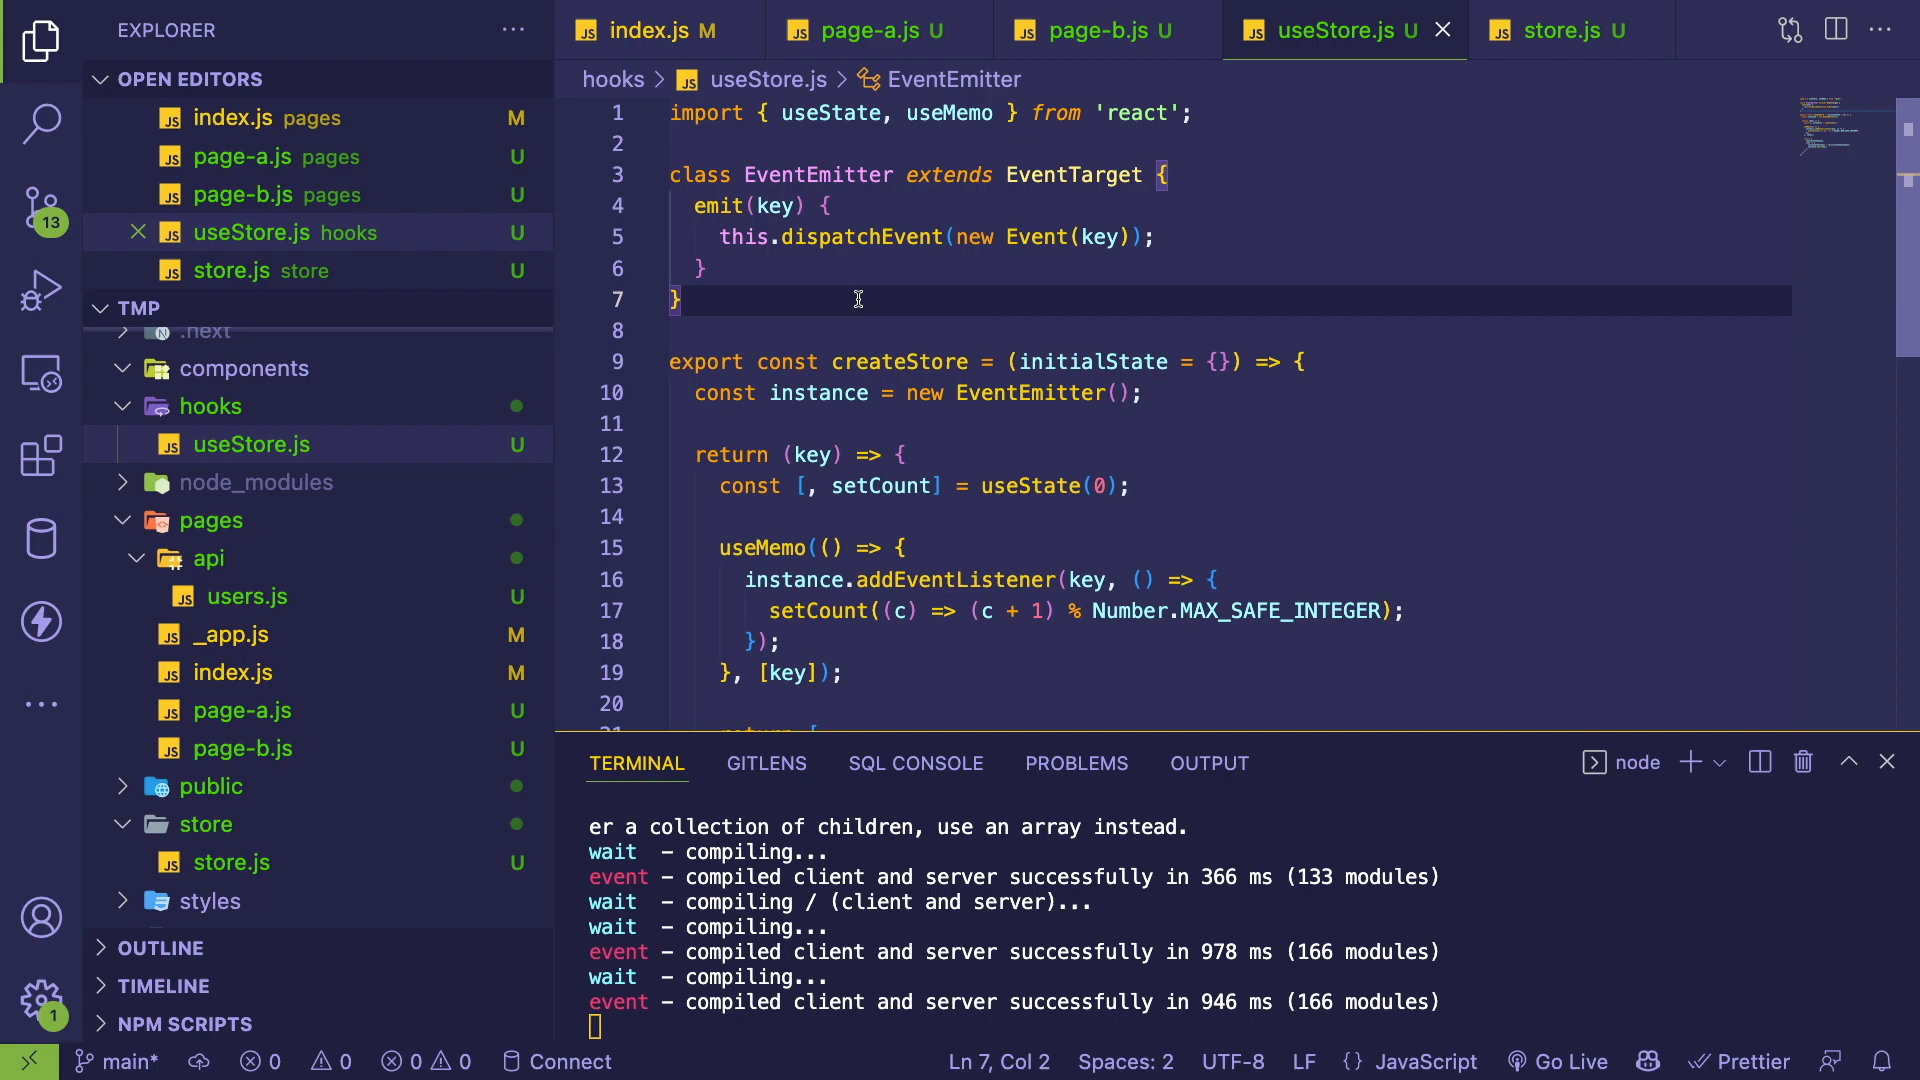 EXPLORER
OPEN EDITORS
index.js pages M
page-a.js pages U
page-b.js pages U
useStore.js hooks U
store.js store U
TMP
.next
components
hooks
useStore.js U
node_modules
pages
api
users.js U
_app.js M
index.js M
page-a.js U
page-b.js U
public
store
store.js U
styles
OUTLINE
TIMELINE
NPM SCRIPTS
13
1
index.js M
page-a.js U
page-b.js U
useStore.js U
store.js U
hooks > useStore.js > EventEmitter
1 import { useState, useMemo } from 'react';
2
3 class EventEmitter extends EventTarget {
4 emit(key) {
5 this.dispatchEvent(new Event(key));
6 }
7 }
8
9 export const createStore = (initialState = {}) => {
10 const instance = new EventEmitter();
11
12 return (key) => {
13 const [, setCount] = useState(0);
14
15 useMemo(() => {
16 instance.addEventListener(key, () => {
17 setCount((c) => (c + 1) % Number.MAX_SAFE_INTEGER);
18 });
19 }, [key]);
20
21 return [
TERMINAL GITLENS SQL CONSOLE PROBLEMS OUTPUT
node
er a collection of children, use an array instead.
wait - compiling...
event - compiled client and server successfully in 366 ms (133 modules)
wait - compiling / (client and server)...
wait - compiling...
event - compiled client and server successfully in 978 ms (166 modules)
wait - compiling...
event - compiled client and server successfully in 946 ms (166 modules)
main* 0 0 0 0 Connect Ln 7, Col 2 Spaces: 2 UTF-8 LF {} JavaScript Go Live Prettier